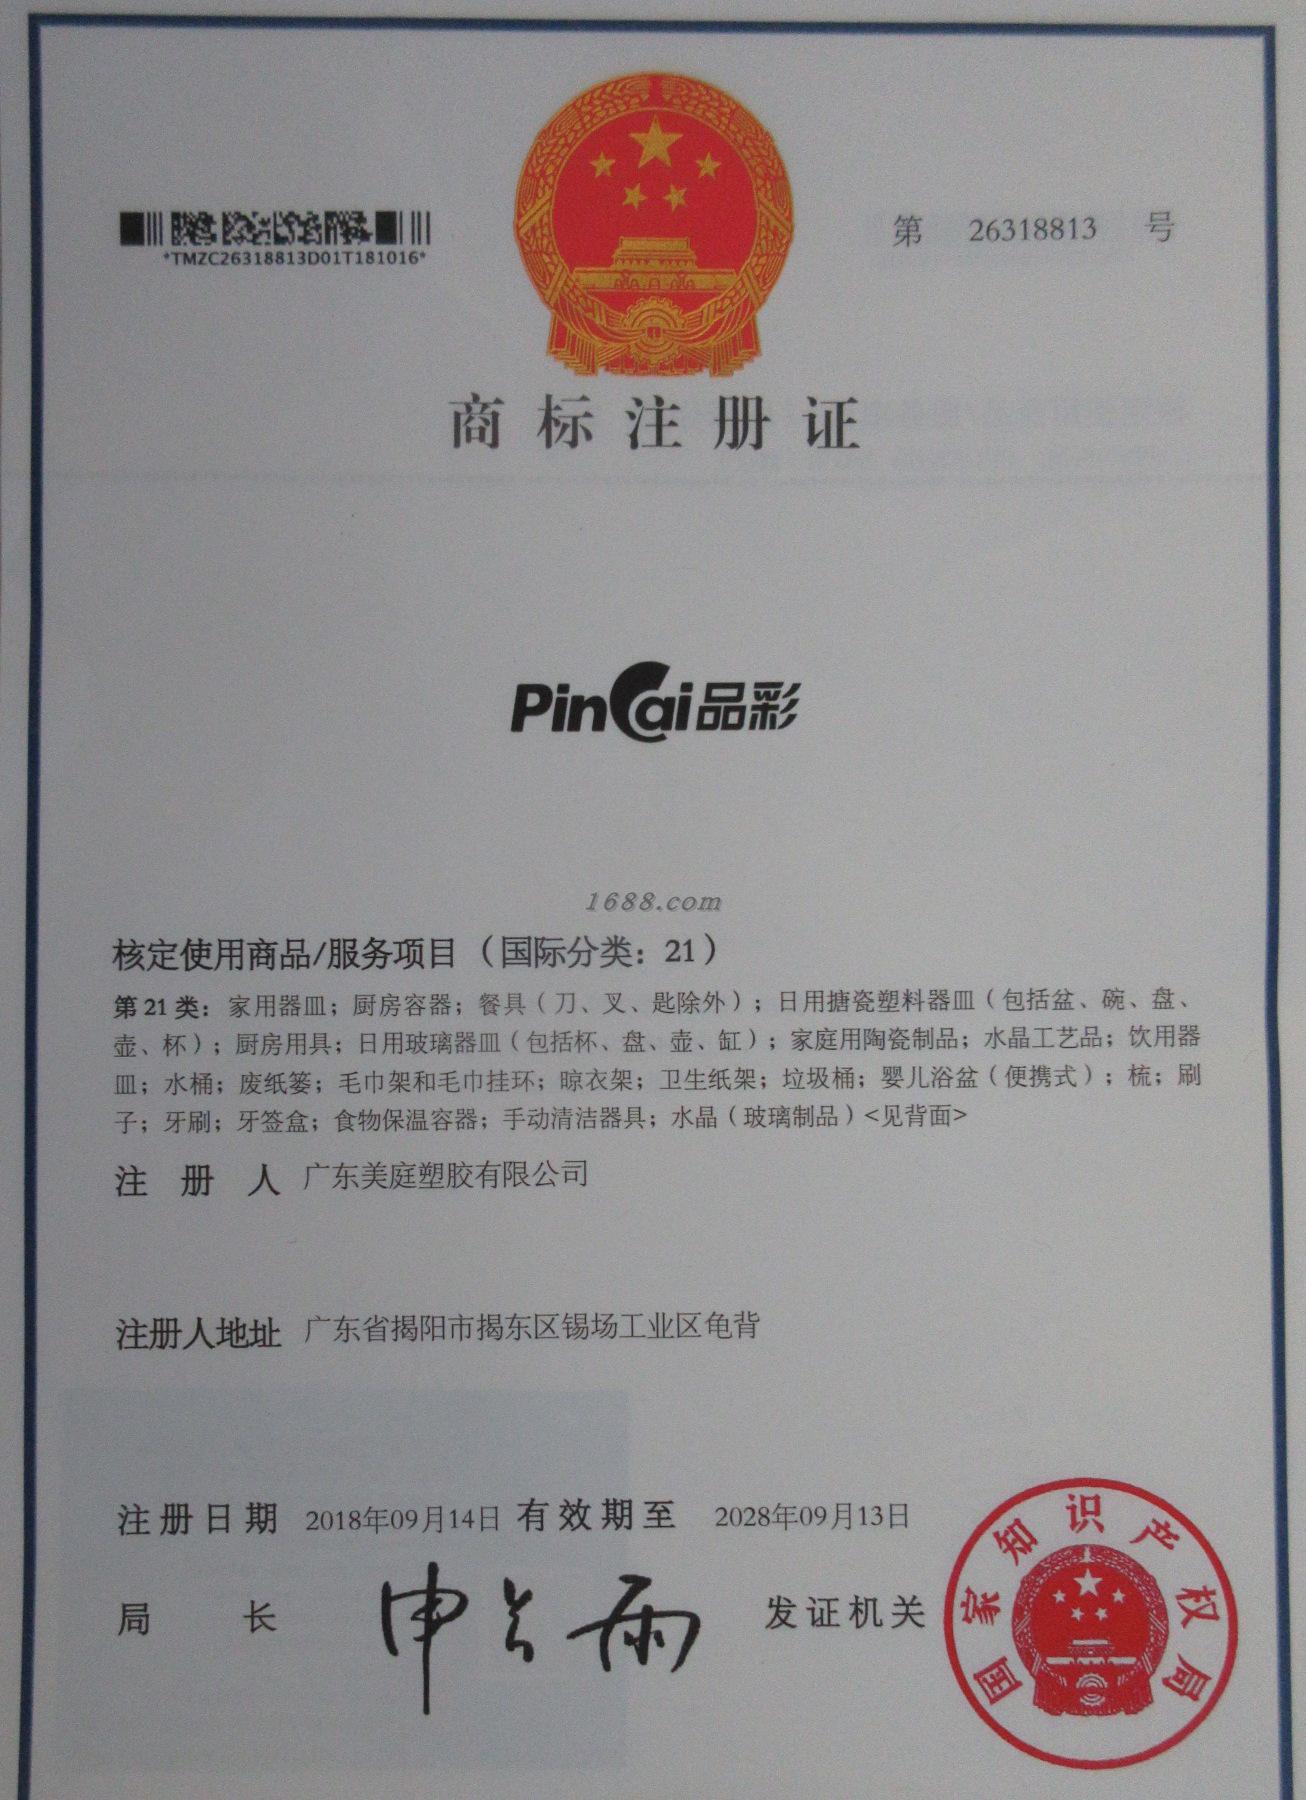 第 26318813 号
*TMZC26318813D01T181016*
商标注册证
PinCai品彩
1688.com
核定使用商品/服务项目（国际分类：21）
第21类：家用器皿；厨房容器；餐具（刀、叉、匙除外）；日用搪瓷塑料器皿（包括盆、碗、盘、
壶、杯）；厨房用具；日用玻璃器皿（包括杯、盘、壶、缸）；家庭用陶瓷制品；水晶工艺品；饮用器
皿；水桶；废纸篓；毛巾架和毛巾挂环；晾衣架；卫生纸架；垃圾桶；婴儿浴盆（便携式）；梳；刷
子；牙刷；牙签盒；食物保温容器；手动清洁器具；水晶（玻璃制品）<见背面>
注册人 广东美庭塑胶有限公司
注册人地址 广东省揭阳市揭东区锡场工业区龟背
注册日期 2018年09月14日 有效期至 2028年09月13日
局长 申长雨 发证机关
国家知识产权局